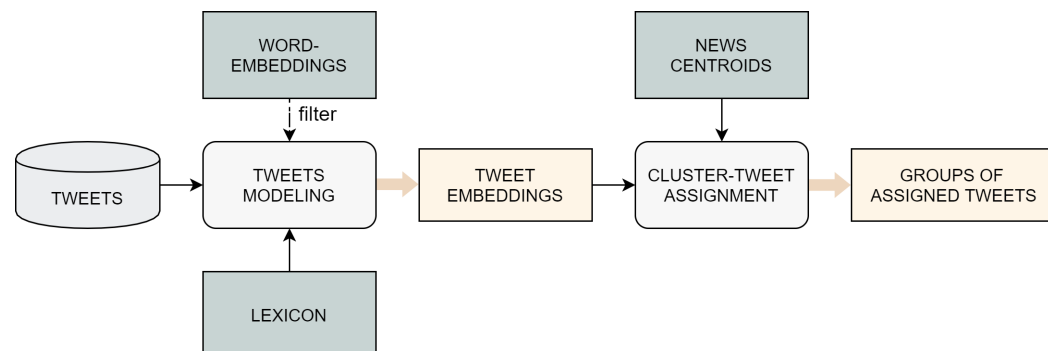 WORD-
EMBEDDINGS
NEWS
CENTROIDS
filter
TWEETS
TWEETS
MODELING
TWEET
EMBEDDINGS
CLUSTER-TWEET
ASSIGNMENT
GROUPS OF
ASSIGNED TWEETS
LEXICON